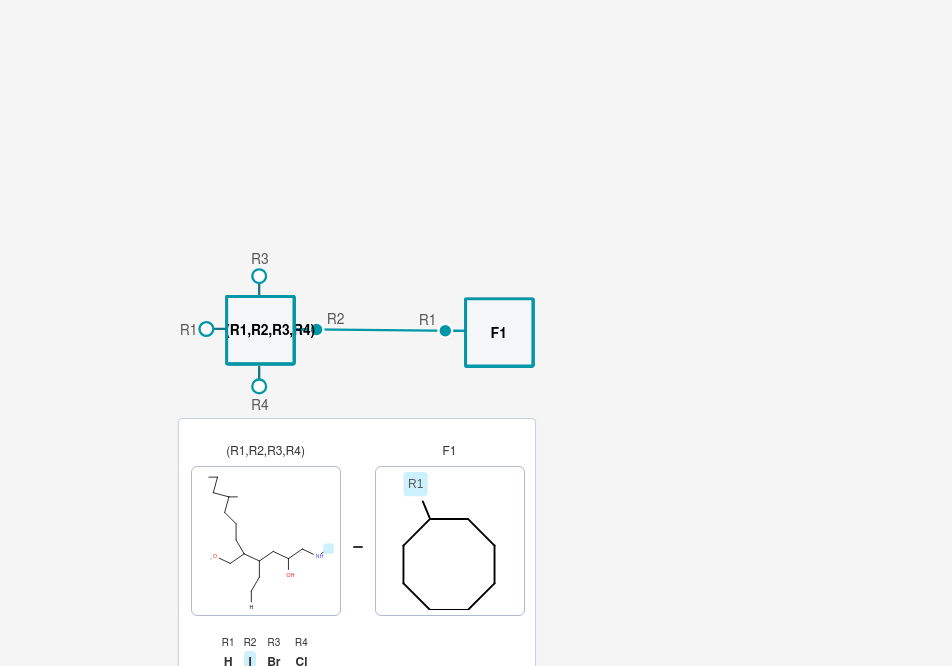 R3
R1
(R1,R2,R3,R4)
R2
R1
F1
R4
(R1,R2,R3,R4)
F1
R1
O
NH
OH
H
R1 R2 R3 R4
H I Br Cl